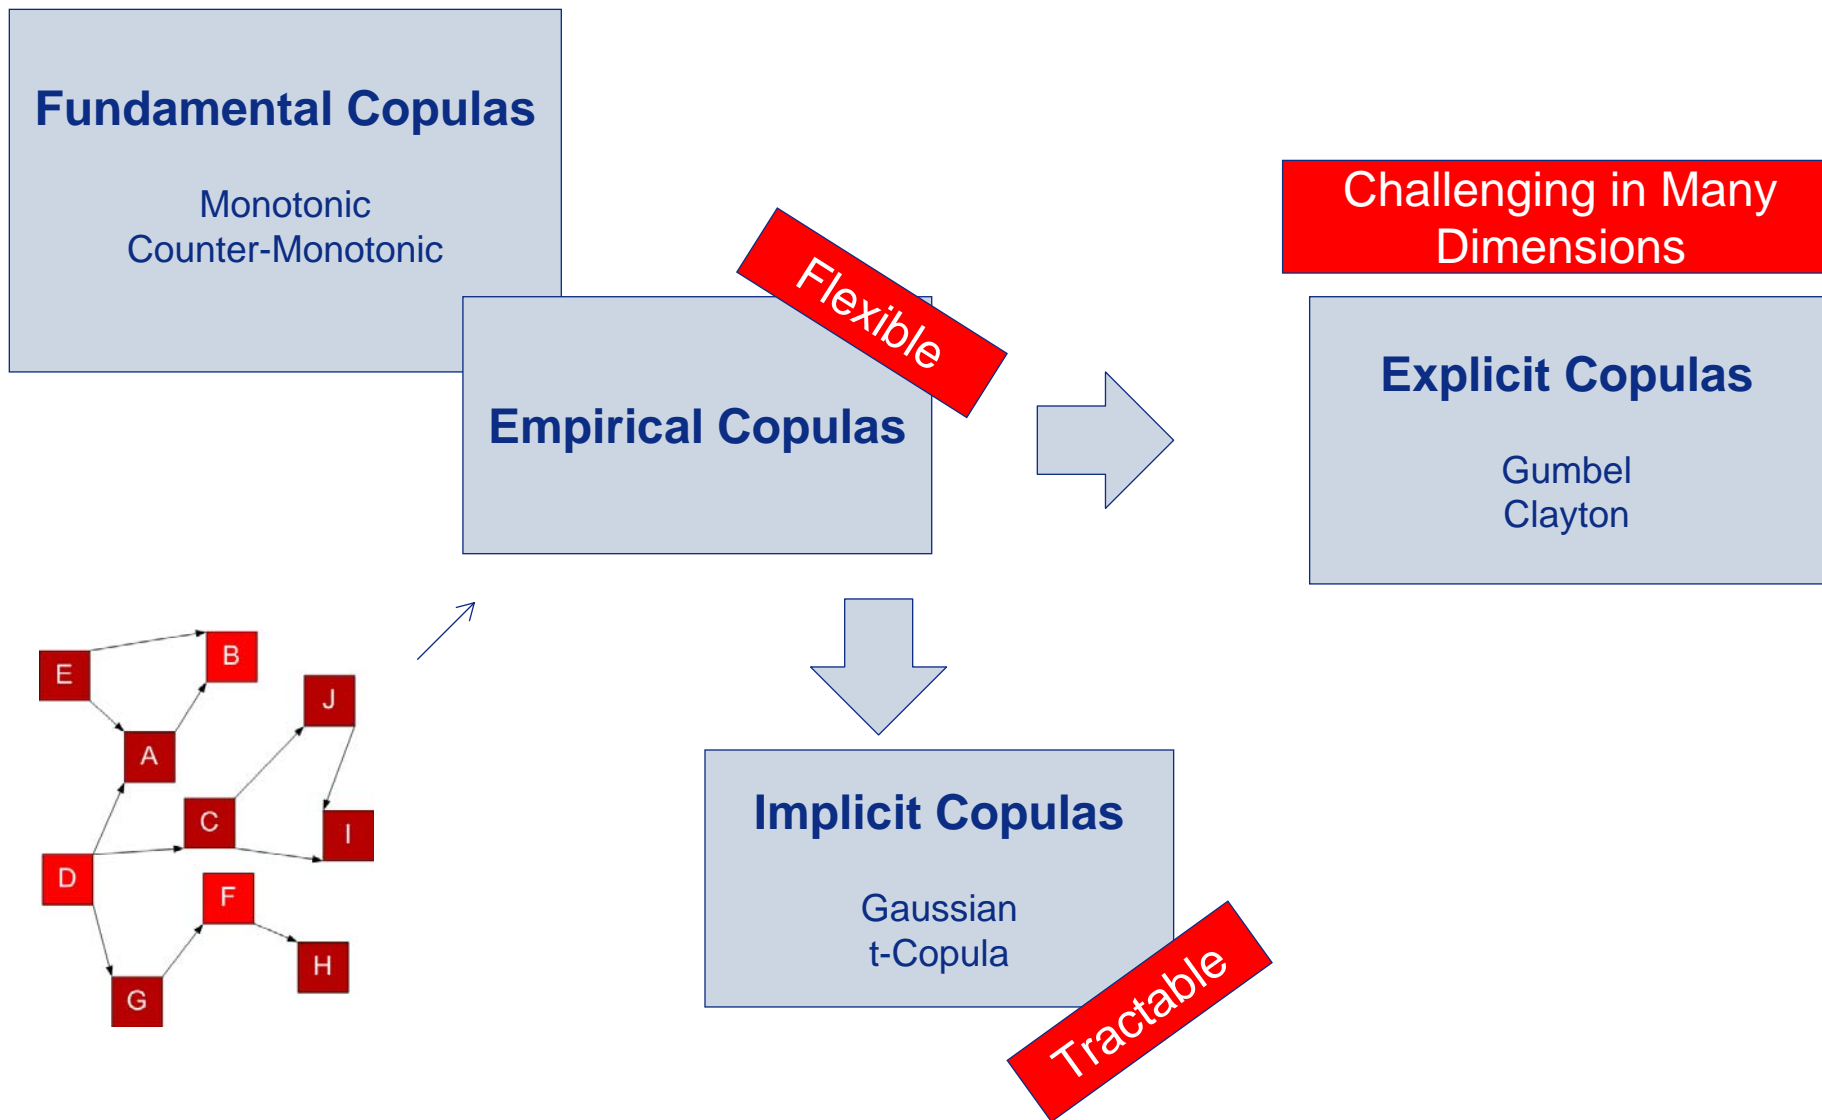 Fundamental Copulas
Monotonic
Counter-Monotonic
Flexible
Empirical Copulas
Challenging in Many
Dimensions
Explicit Copulas
Gumbel
Clayton
E
B
J
A
C
I
D
F
H
G
Implicit Copulas
Gaussian
t-Copula
Tractable